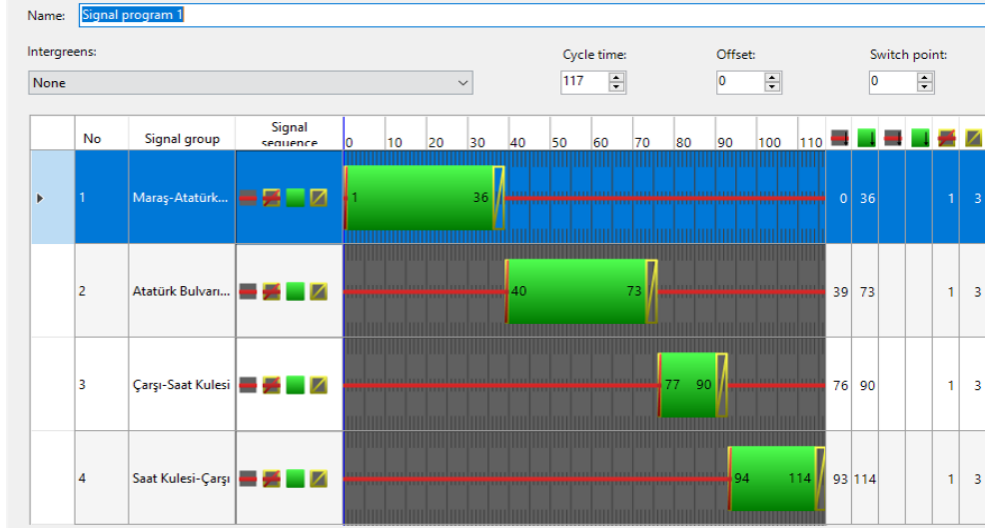 Name: Signal program 1
Intergreens: Cycle time: Offset: Switch point:
None 117 0 0
No Signal group Signal sequence 0 10 20 30 40 50 60 70 80 90 100 110
1 Maraş-Atatürk... 1 36 0 36 1 3
2 Atatürk Bulvarı... 40 73 39 73 1 3
3 Çarşı-Saat Kulesi 77 90 76 90 1 3
4 Saat Kulesi-Çarşı 94 114 93 114 1 3